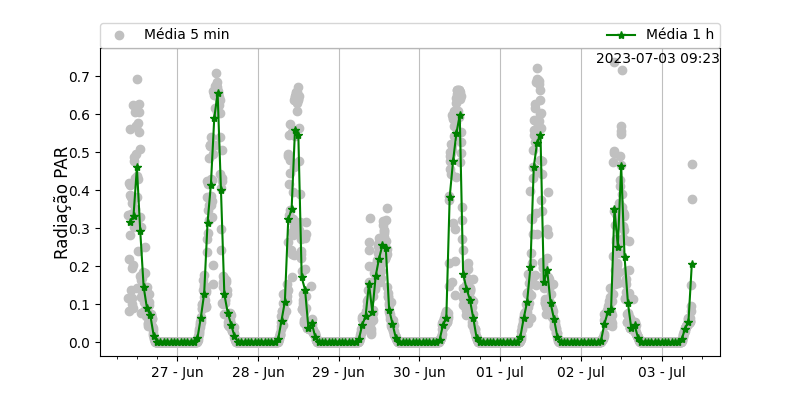 Média 5 min
Média 1 h
2023-07-03 09:23
Radiação PAR
0.7
0.6
0.5
0.4
0.3
0.2
0.1
0.0
27 - Jun
28 - Jun
29 - Jun
30 - Jun
01 - Jul
02 - Jul
03 - Jul